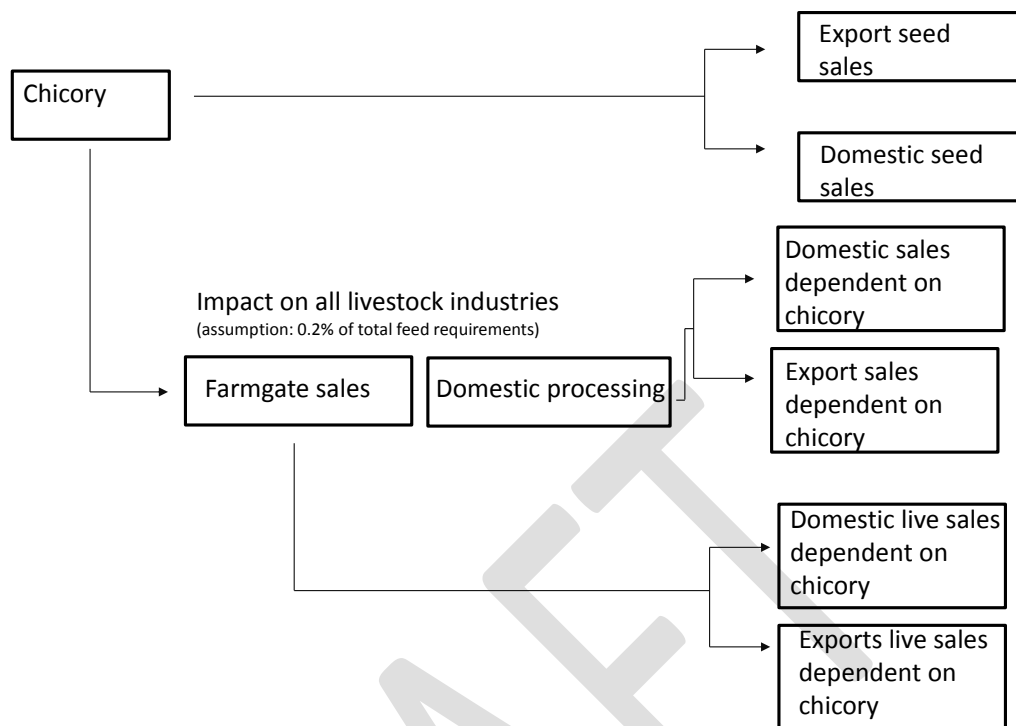 Chicory
Export seed
sales
Domestic seed
sales
Impact on all livestock industries
(assumption: 0.2% of total feed requirements)
Farmgate sales
Domestic processing
Domestic sales
dependent on
chicory
Export sales
dependent on
chicory
Domestic live sales
dependent on
chicory
Exports live sales
dependent on
chicory